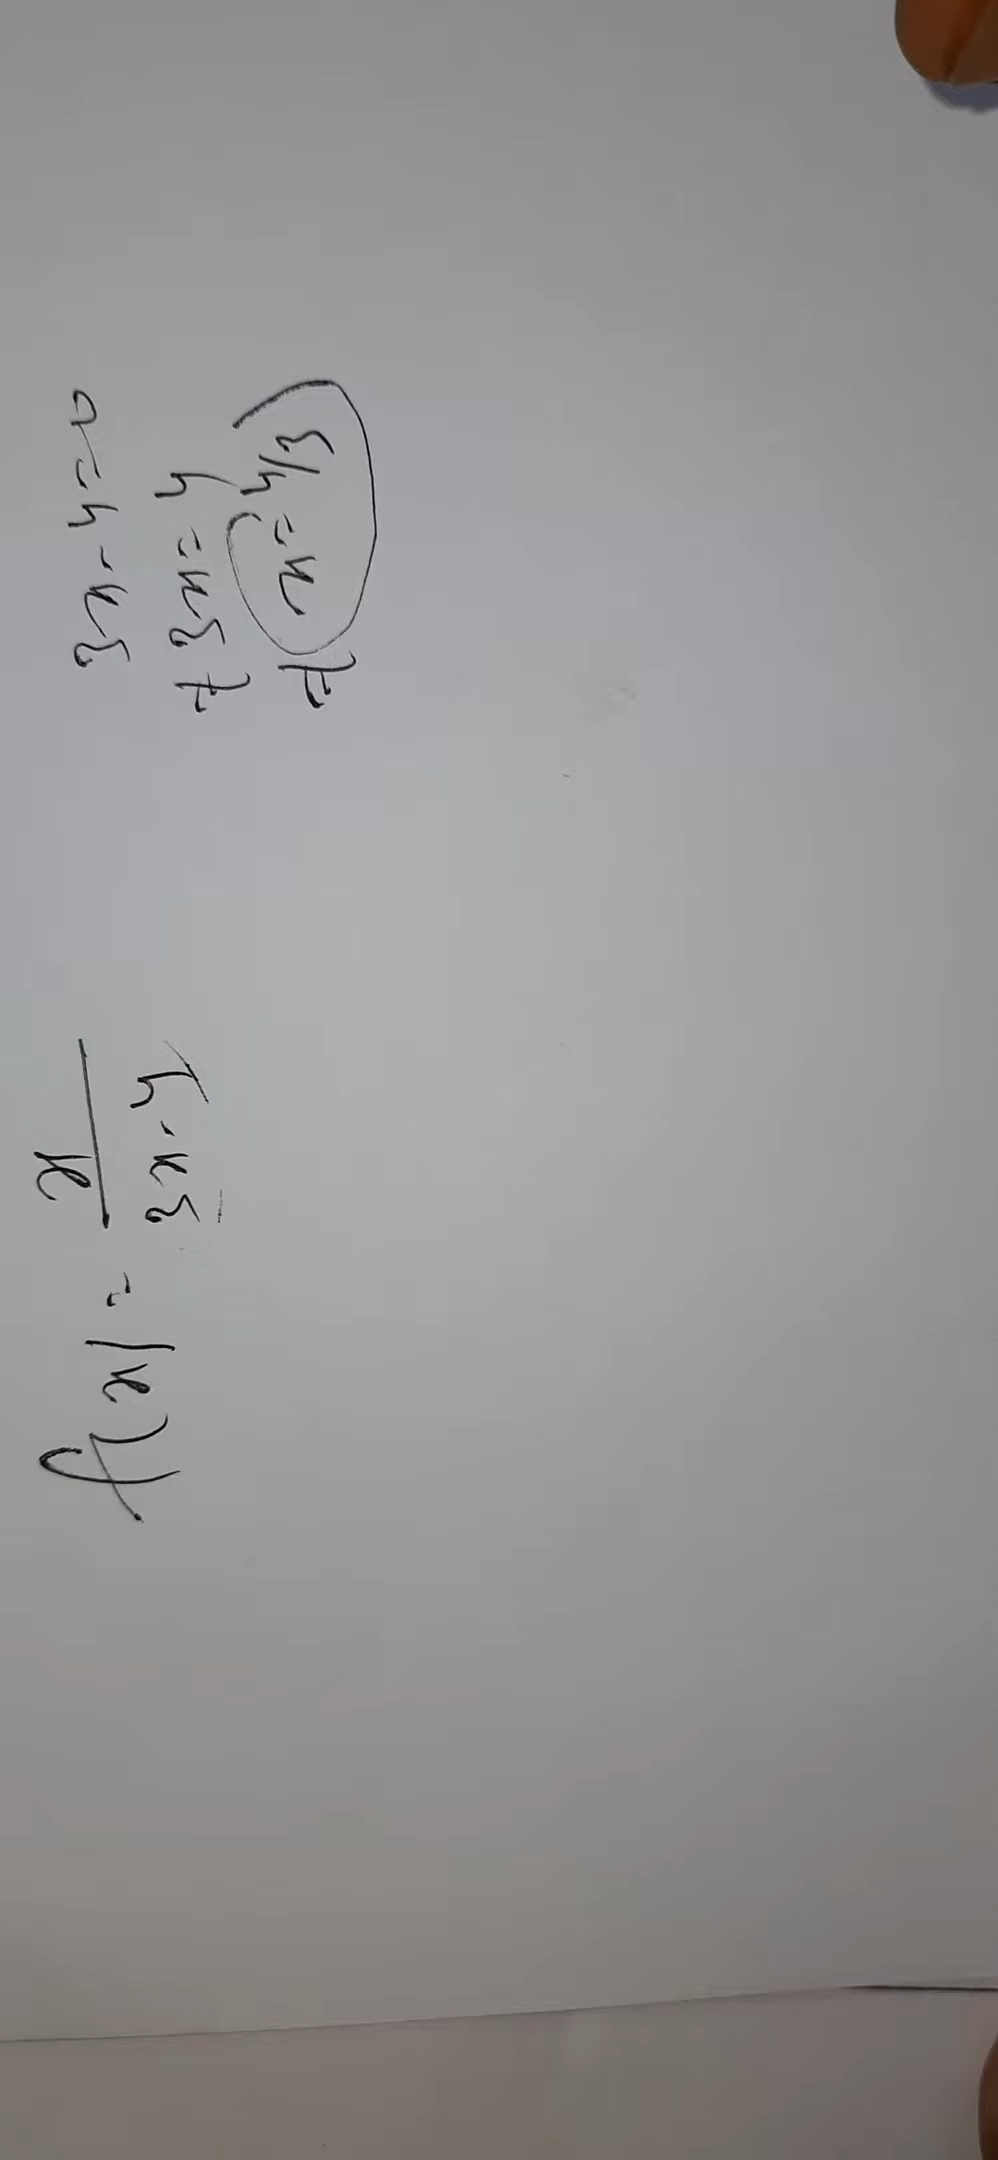 f(x) = x / (3x - 4)
3x - 4 = 0
⇒ 3x = 4
⇒ x = 4/3